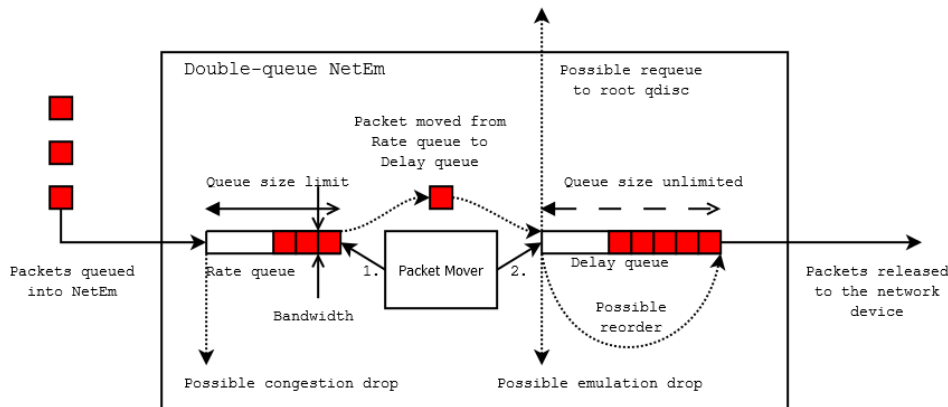 Double-queue NetEm
Possible requeue
to root qdisc
Packet moved from
Rate queue to
Delay queue
Queue size limit
Queue size unlimited
Packets queued
into NetEm
Rate queue
1.
Packet Mover
2.
Delay queue
Packets released
to the network
device
Bandwidth
Possible
reorder
Possible congestion drop
Possible emulation drop